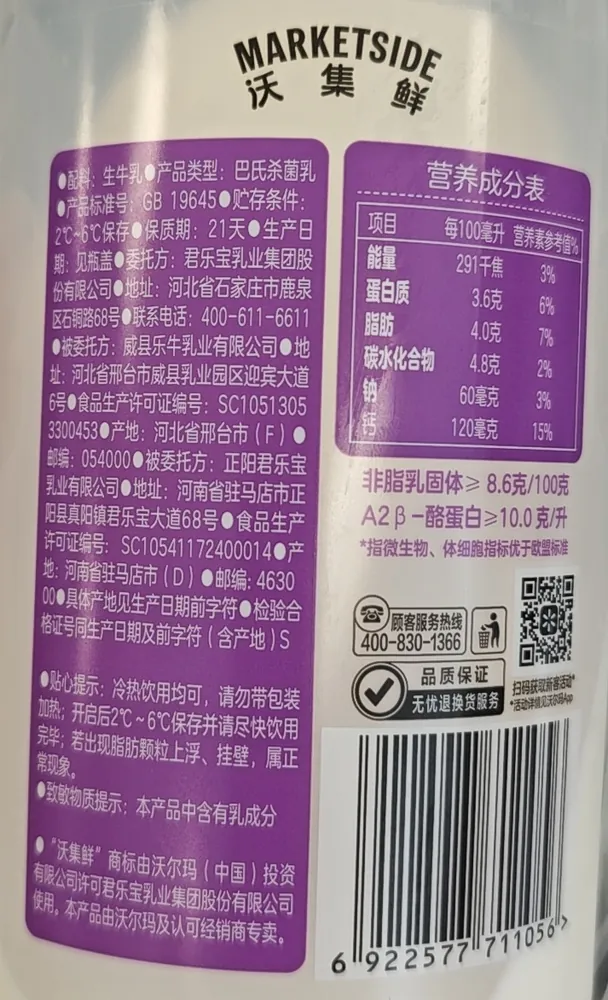 MARKETSIDE
沃集鲜
●配料：生牛乳●产品类型：巴氏杀菌乳
●产品标准号：GB 19645●贮存条件：
2℃~6℃保存●保质期：21天●生产日
期：见瓶盖●委托方：君乐宝乳业集团股
份有限公司●地址：河北省石家庄市鹿泉
区石铜路68号●联系电话：400-611-6611
●被委托方：威县乐牛乳业有限公司●地
址：河北省邢台市威县乳业园区迎宾大道
6号●食品生产许可证编号：SC1051305
3300453●产地：河北省邢台市（F）●
邮编：054000●被委托方：正阳君乐宝
乳业有限公司●地址：河南省驻马店市正
阳县真阳镇君乐宝大道68号●食品生产
许可证编号：SC10541172400014●产
地：河南省驻马店市（D）●邮编：4630
00●具体产地见生产日期前字符●检验合
格证号同生产日期及前字符（含产地）S
●贴心提示：冷热饮用均可，请勿带包装
加热；开启后2℃~6℃保存并请尽快饮用
完毕；若出现脂肪颗粒上浮、挂壁，属正
常现象。
●致敏物质提示：本产品中含有乳成分
●“沃集鲜”商标由沃尔玛（中国）投资
有限公司许可君乐宝乳业集团股份有限公司
使用。本产品由沃尔玛及认可经销商专卖。
营养成分表
项目 每100毫升 营养素参考值%
能量 291千焦 3%
蛋白质 3.6克 6%
脂肪 4.0克 7%
碳水化合物 4.8克 2%
钠 60毫克 3%
钙 120毫克 15%
非脂乳固体≥8.6克/100克
A2β-酪蛋白≥10.0克/升
*指微生物、体细胞指标优于欧盟标准
顾客服务热线
400-830-1366
品质保证
无忧退换货服务
扫码获取新客活动*
*活动详情见沃尔玛App
6 922577 711056 >